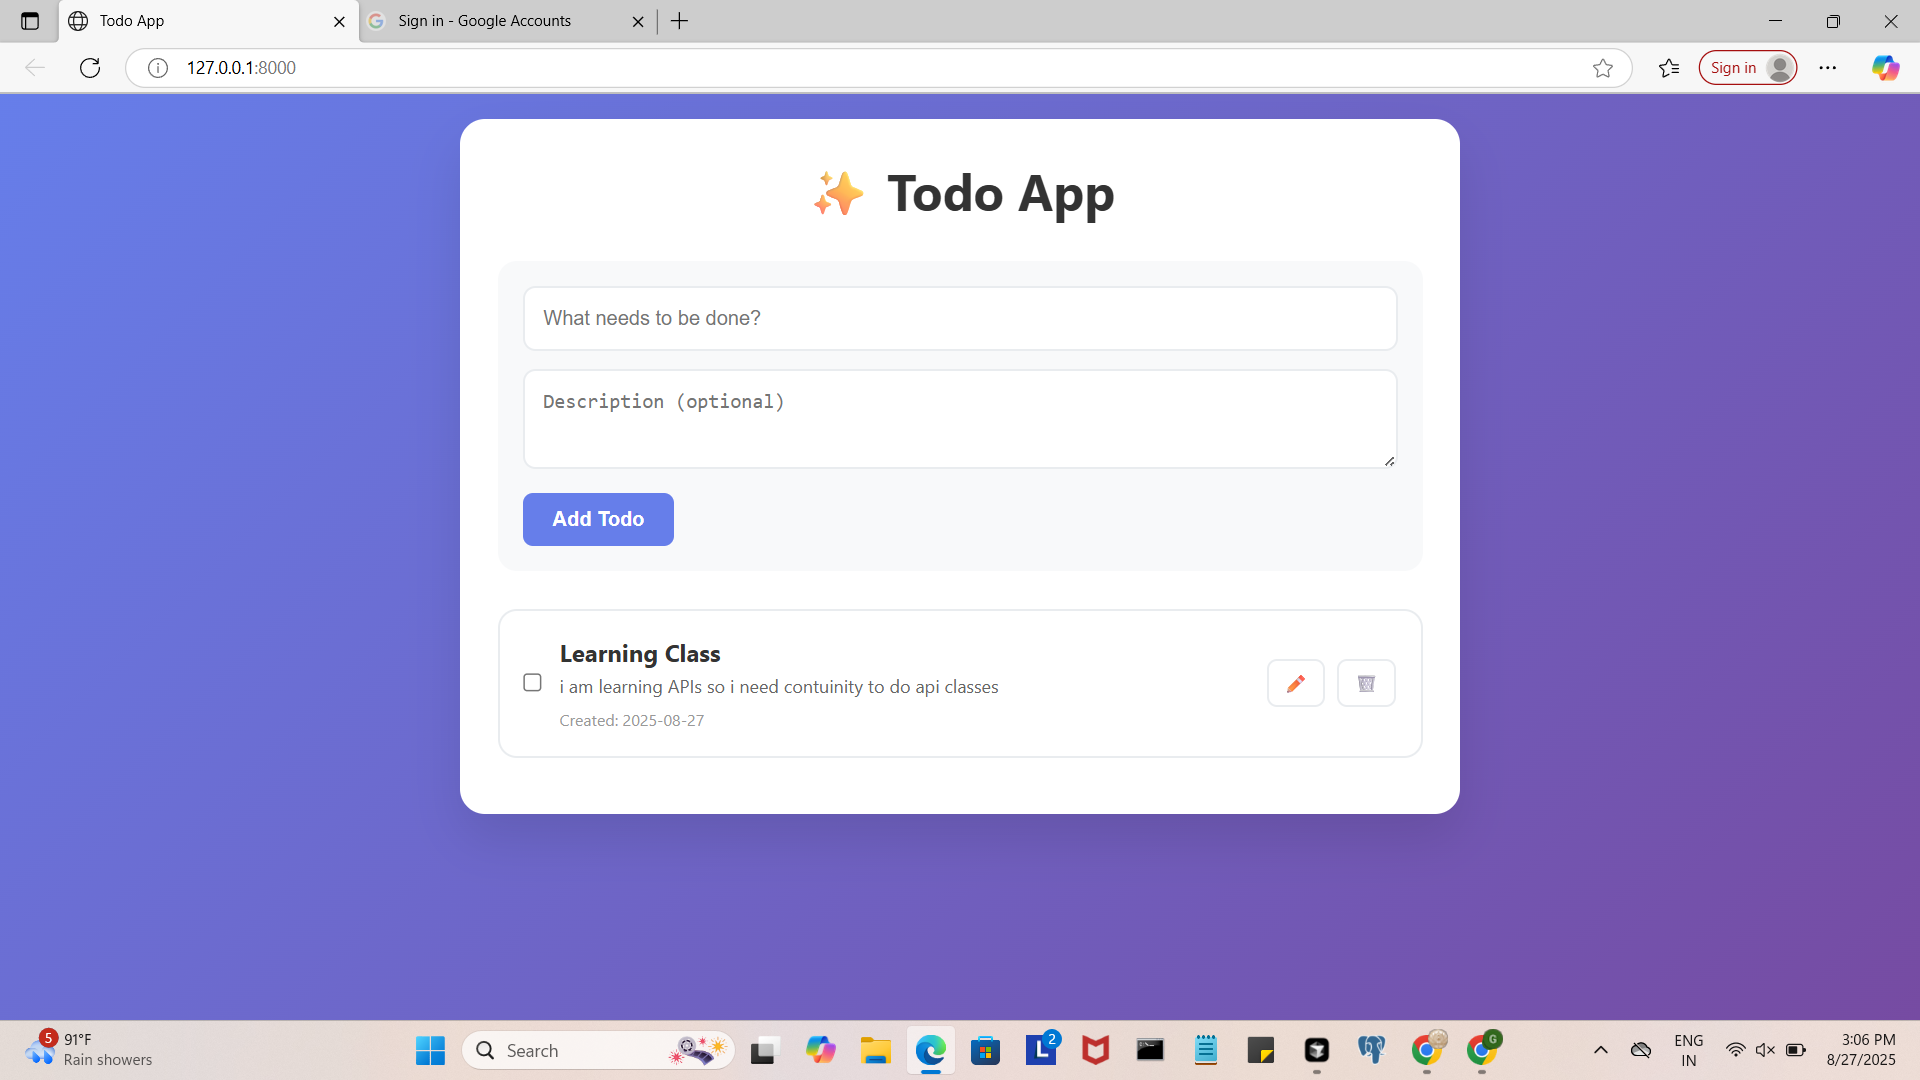 Todo App
Sign in - Google Accounts
127.0.0.1:8000
Sign in
✨ Todo App
What needs to be done?
Description (optional)
Add Todo
Learning Class
i am learning APIs so i need contuinity to do api classes
Created: 2025-08-27
5
91°F
Rain showers
Search
L
2
G
ENG
IN
3:06 PM
8/27/2025